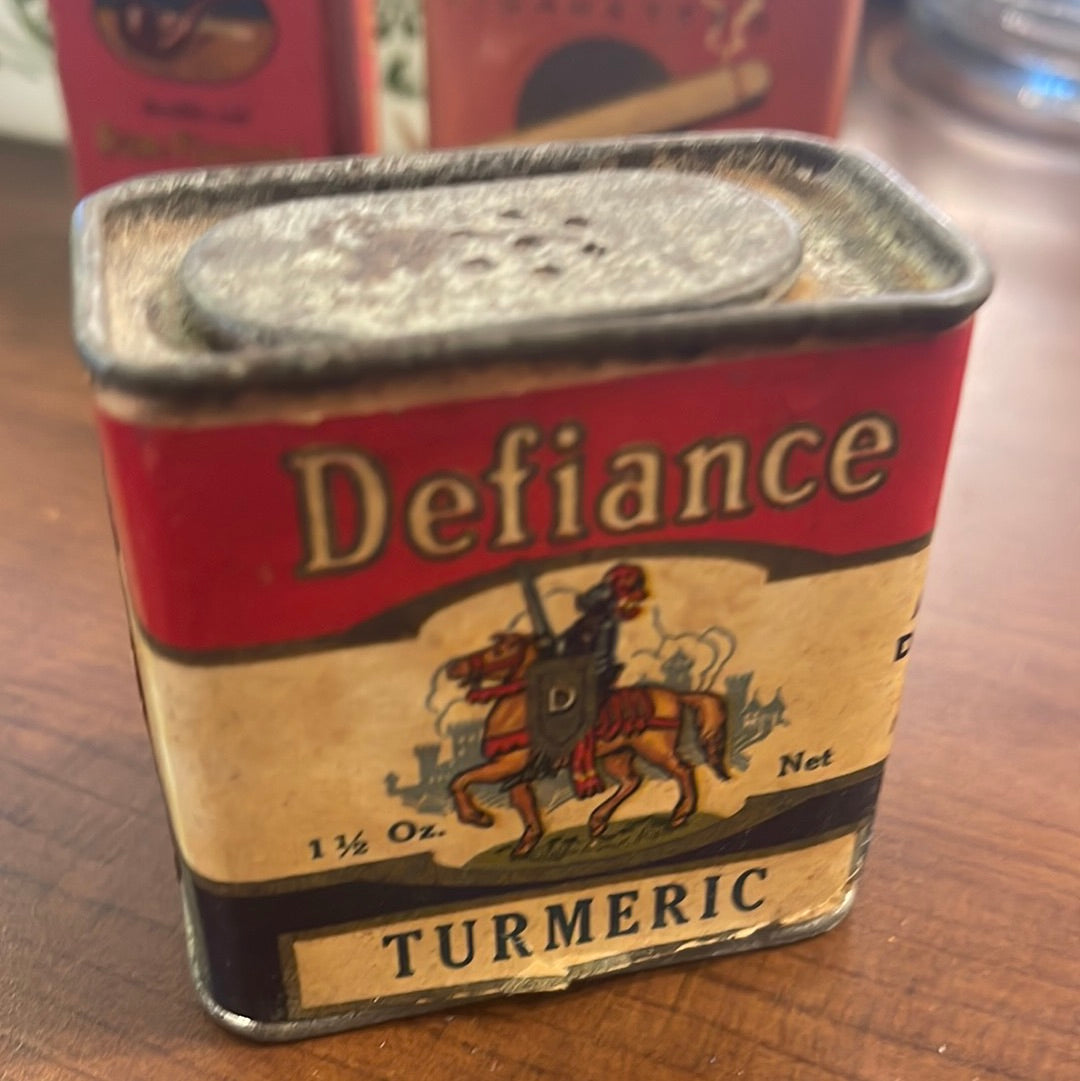 Defiance
D
Net
1 ½ Oz.
TURMERIC